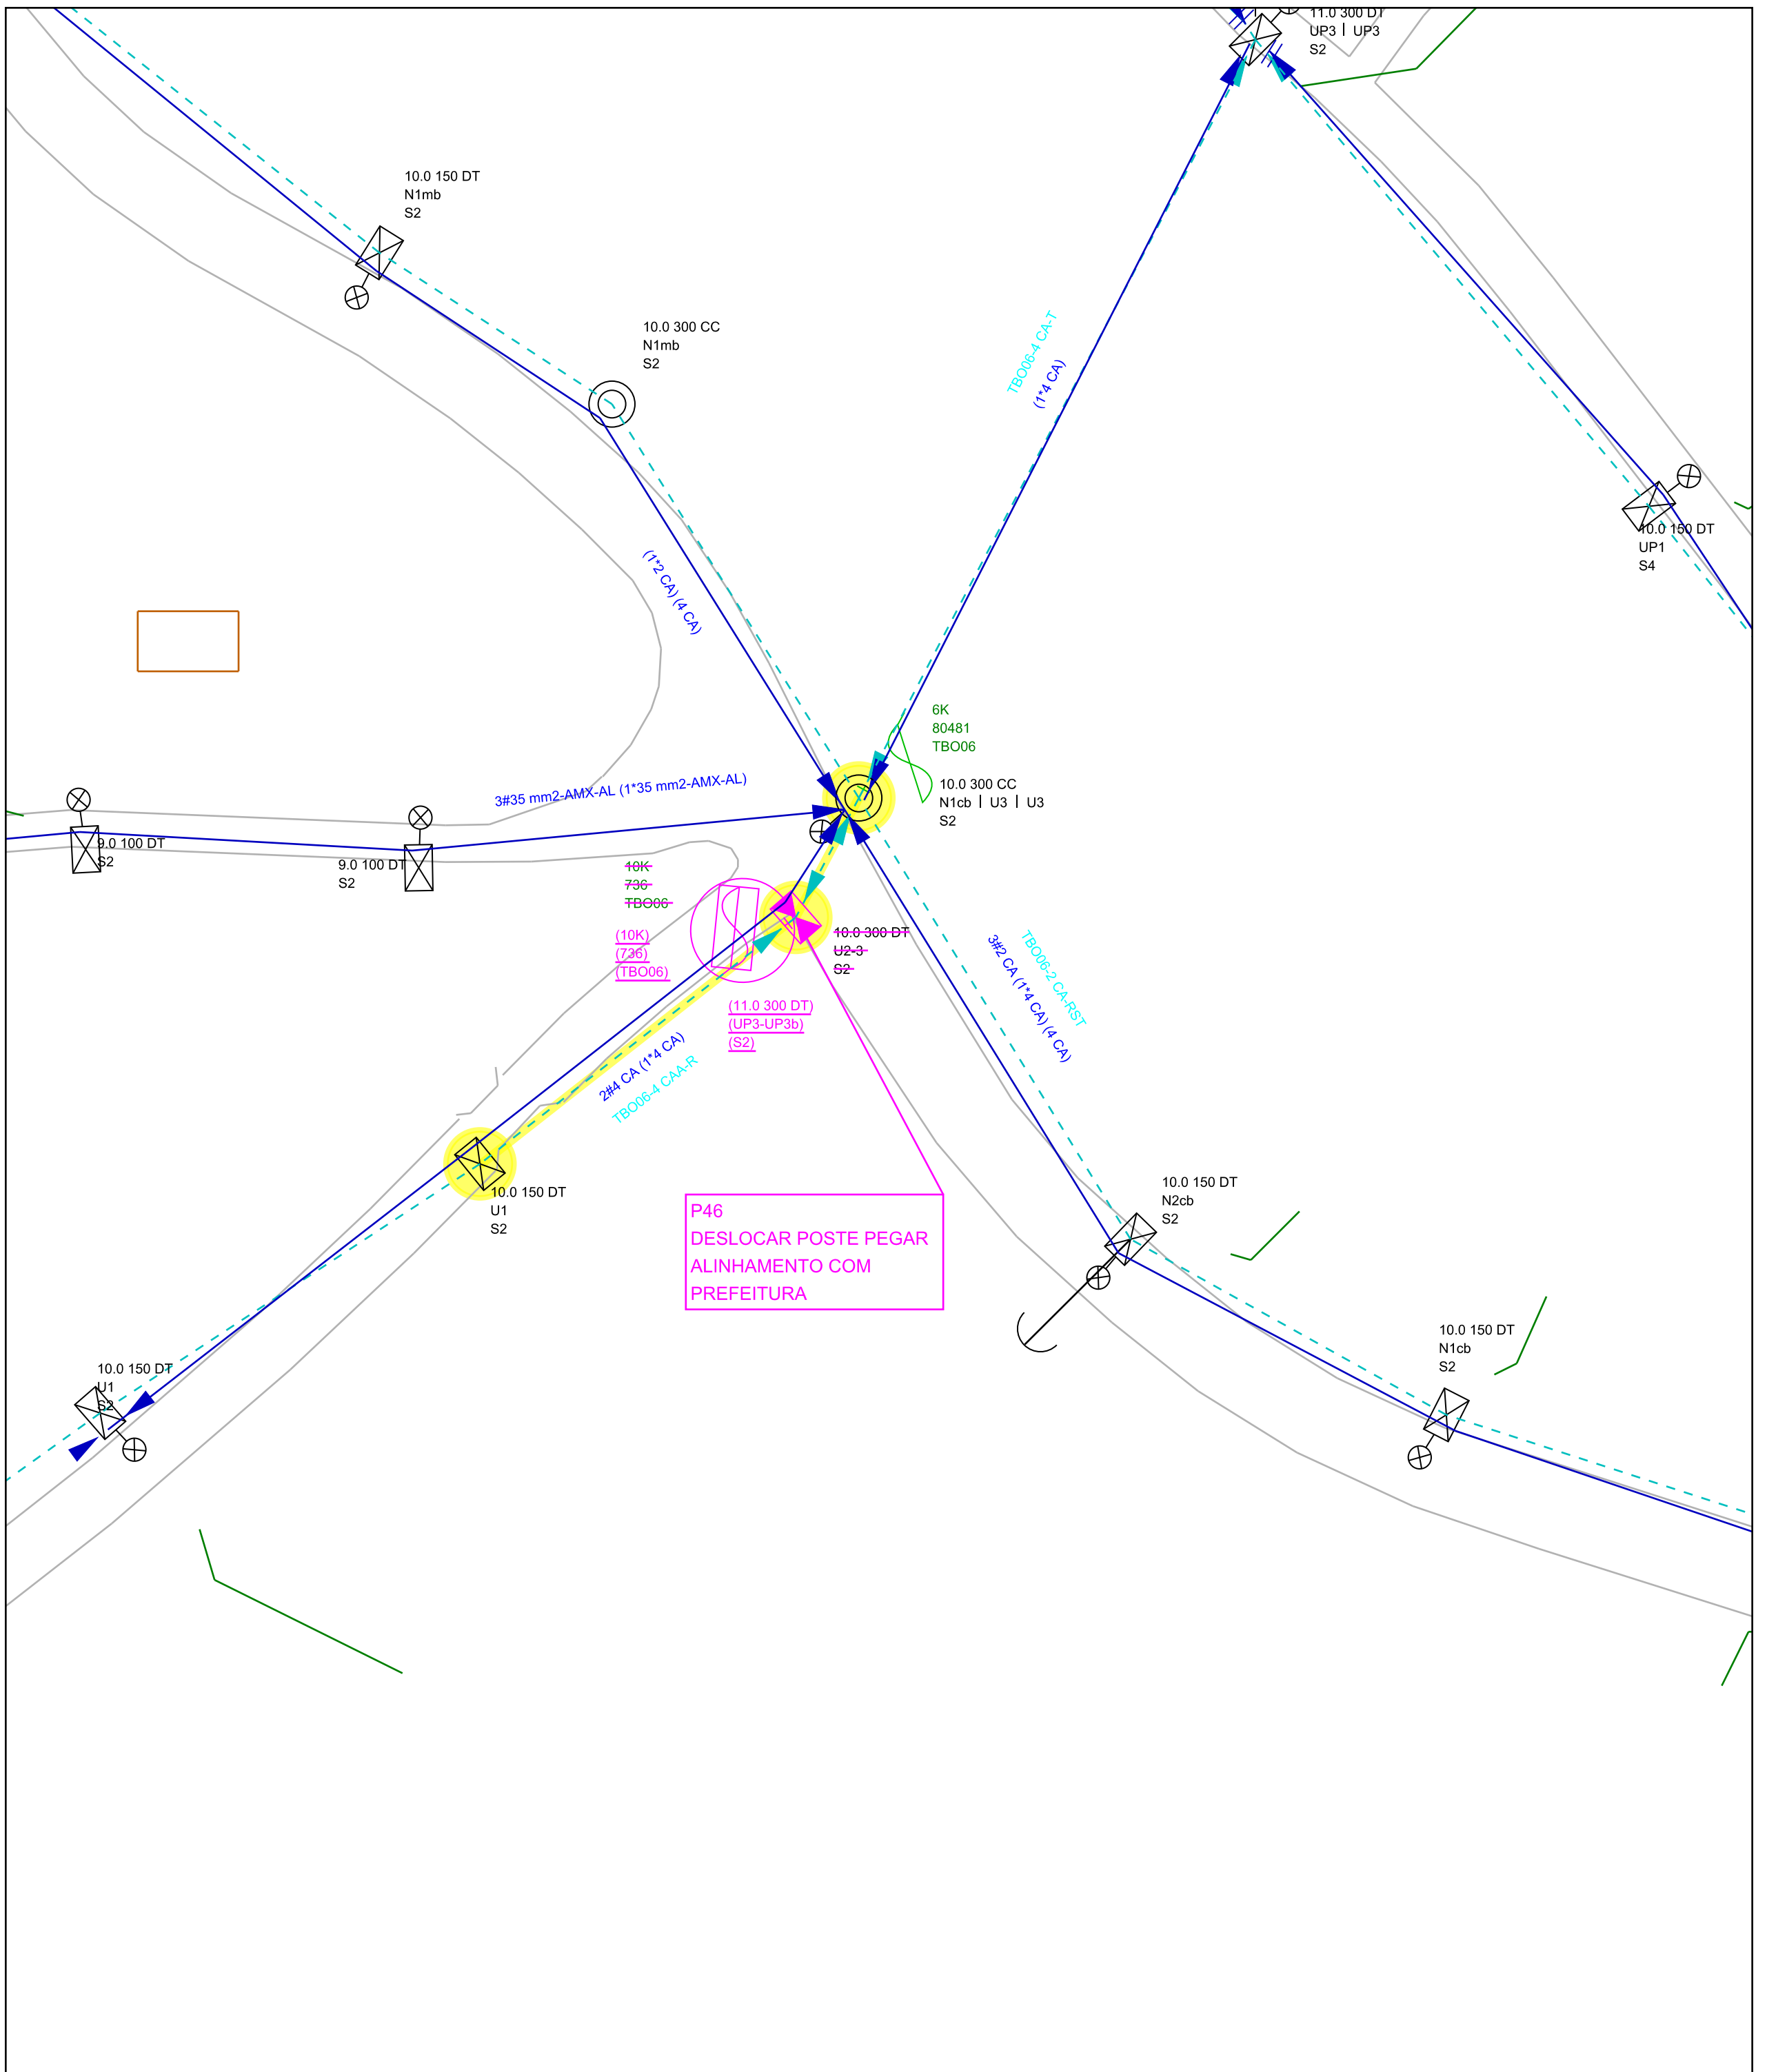 11.0 300 DT
UP3 | UP3
S2
10.0 150 DT
N1mb
S2
10.0 300 CC
N1mb
S2
TBO06-4 CA-T
(1*4 CA)
10.0 150 DT
UP1
S4
(1*2 CA) (4 CA)
6K
80481
TBO06
3#35 mm2-AMX-AL (1*35 mm2-AMX-AL)
10.0 300 CC
N1cb | U3 | U3
S2
9.0 100 DT
S2
9.0 100 DT
S2
10K
736
TBO06
(10K)
(736)
(TBO06)
10.0 300 DT
U2-3
S2
(11.0 300 DT)
(UP3-UP3b)
(S2)
TBO06-2 CA-RST
3#2 CA (1*4 CA) (4 CA)
2#4 CA (1*4 CA)
TBO06-4 CAA-R
10.0 150 DT
U1
S2
P46
DESLOCAR POSTE PEGAR
ALINHAMENTO COM
PREFEITURA
10.0 150 DT
N2cb
S2
10.0 150 DT
N1cb
S2
10.0 150 DT
U1
S2